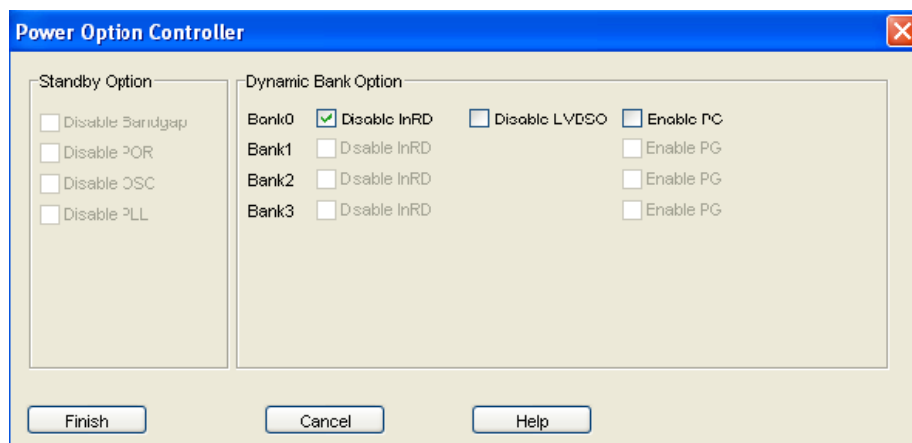 Power Option Controller
Standby Option
Disable Bandgap
Disable POR
Disable OSC
Disable PLL
Dynamic Bank Option
Bank0 Disable InRD Disable LVDSO Enable PG
Bank1 Disable InRD Enable PG
Bank2 Disable InRD Enable PG
Bank3 Disable InRD Enable PG
Finish Cancel Help